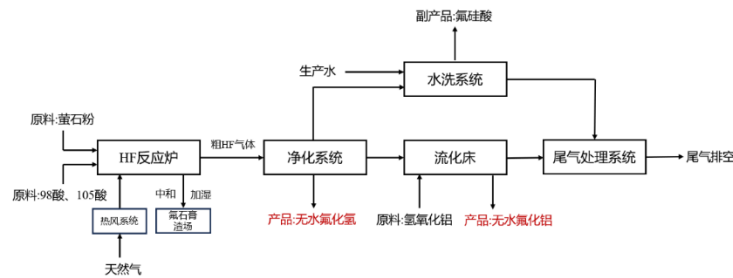 副产品:氟硅酸
生产水
水洗系统
原料:萤石粉
HF反应炉
粗HF气体
净化系统
流化床
尾气处理系统
尾气排空
原料:98酸、105酸
中和
加湿
热风系统
氟石膏
渣场
产品:无水氟化氢
原料:氢氧化铝
产品:无水氟化铝
天然气